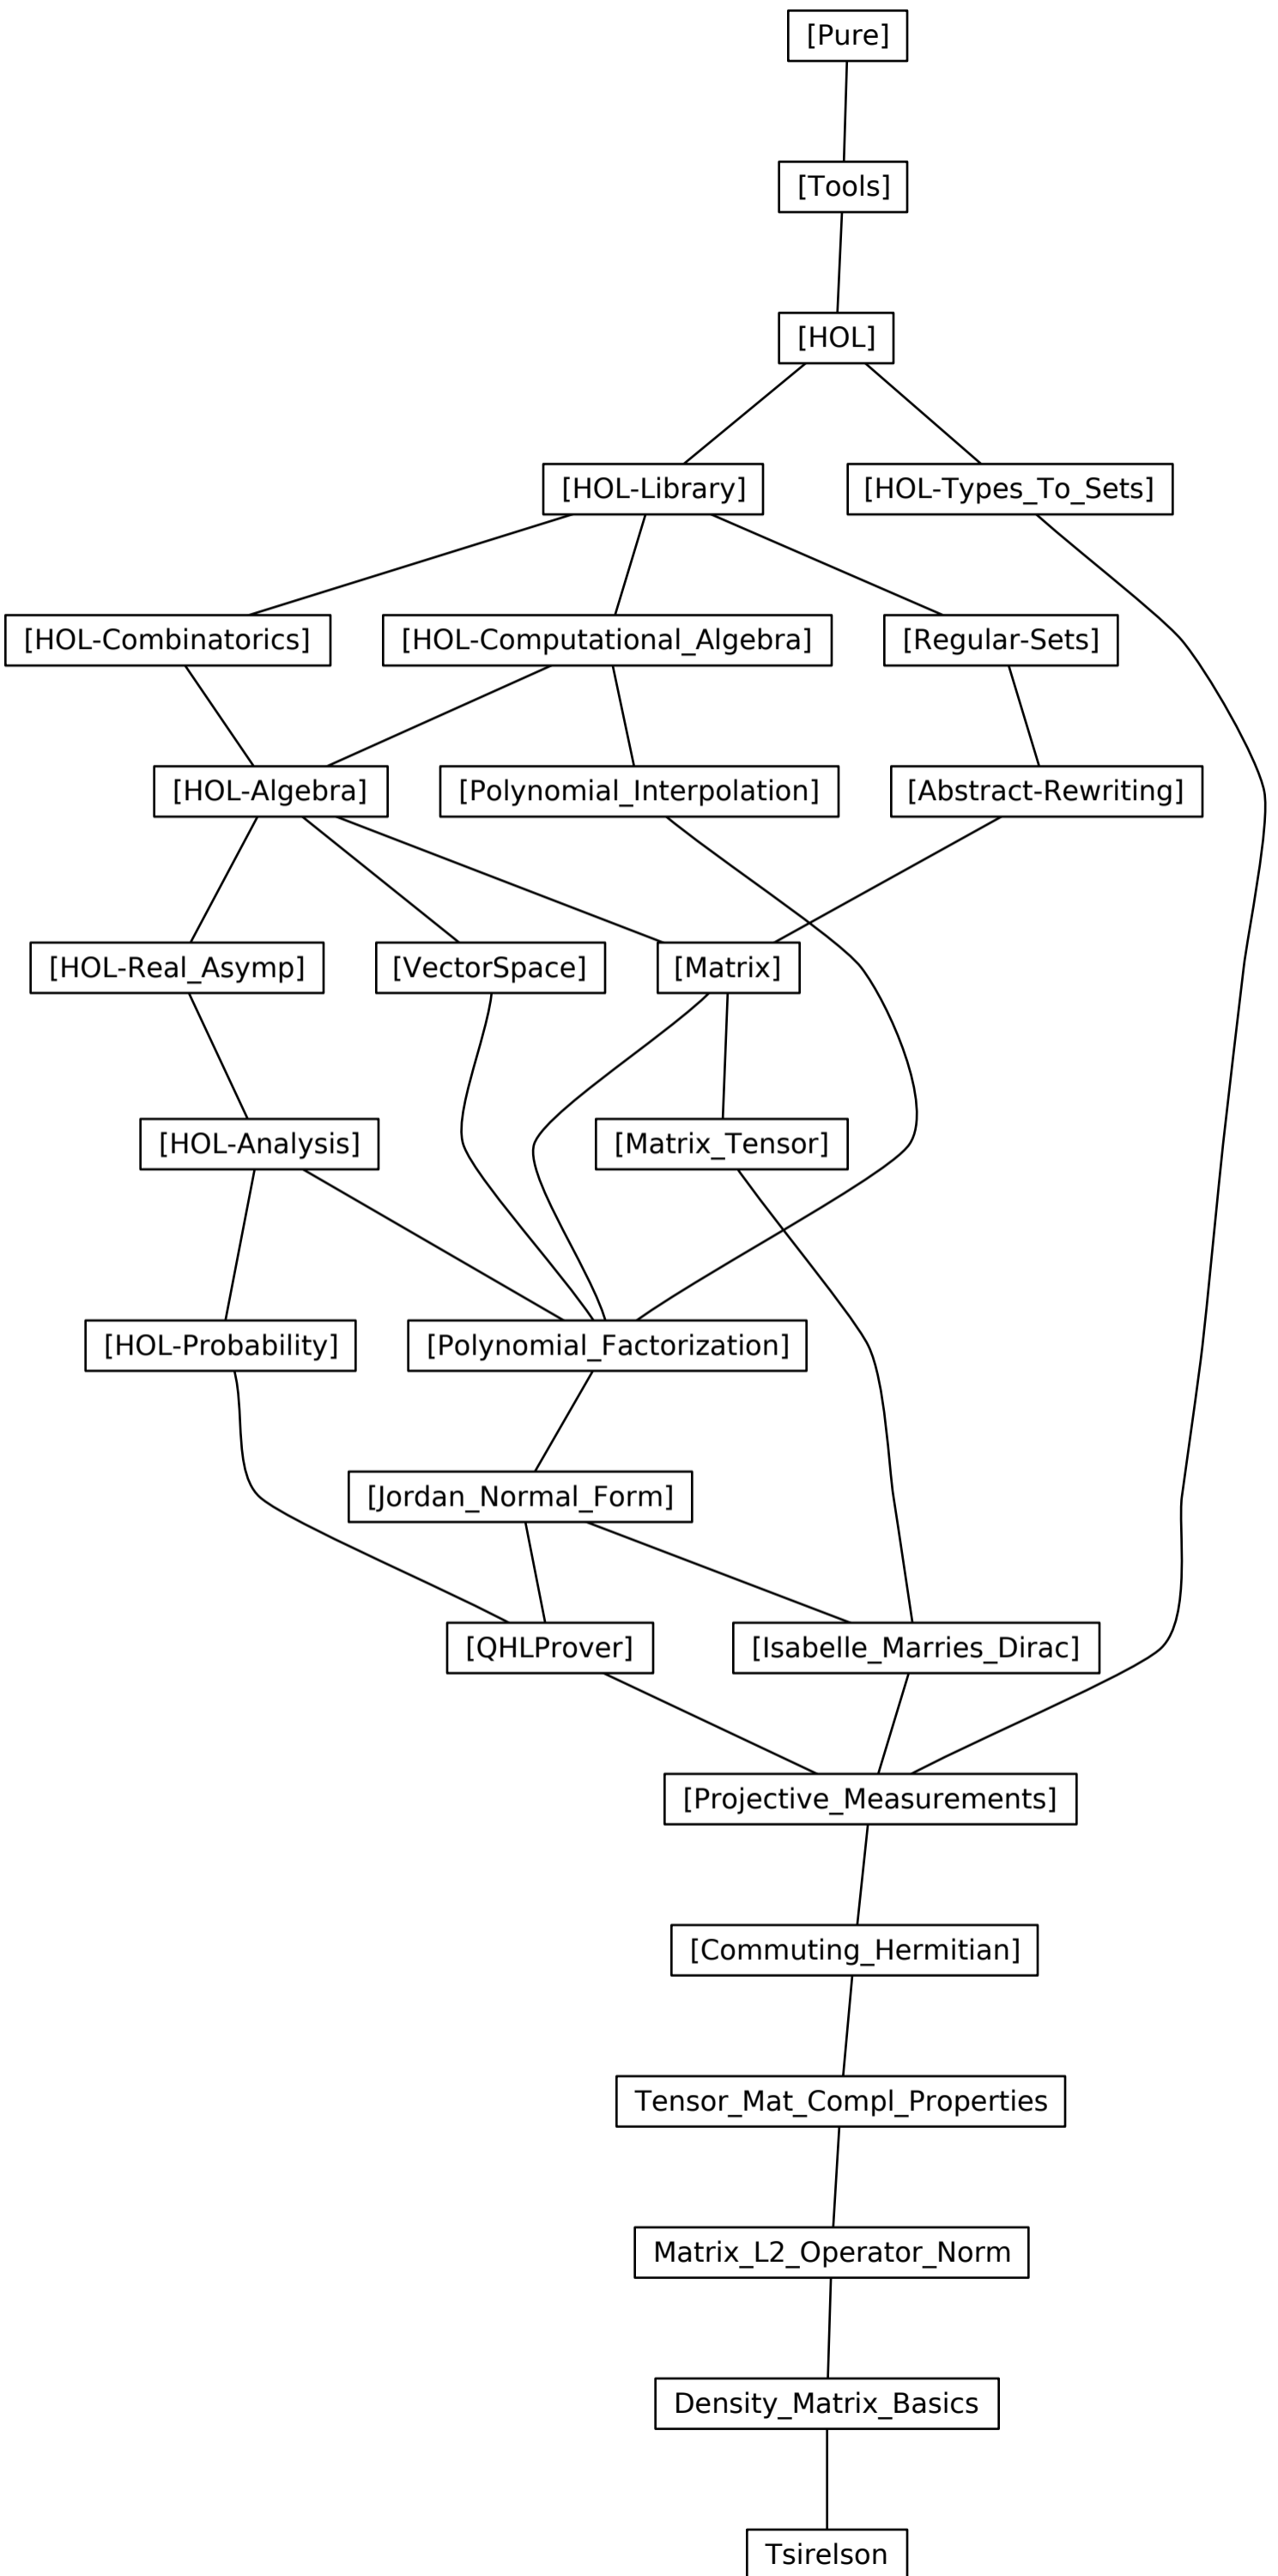 [Pure]
[Tools]
[HOL]
[HOL-Library]
[HOL-Types_To_Sets]
[HOL-Combinatorics]
[HOL-Computational_Algebra]
[Regular-Sets]
[HOL-Algebra]
[Polynomial_Interpolation]
[Abstract-Rewriting]
[HOL-Real_Asymp]
[VectorSpace]
[Matrix]
[HOL-Analysis]
[Matrix_Tensor]
[HOL-Probability]
[Polynomial_Factorization]
[Jordan_Normal_Form]
[QHLProver]
[Isabelle_Marries_Dirac]
[Projective_Measurements]
[Commuting_Hermitian]
Tensor_Mat_Compl_Properties
Matrix_L2_Operator_Norm
Density_Matrix_Basics
Tsirelson